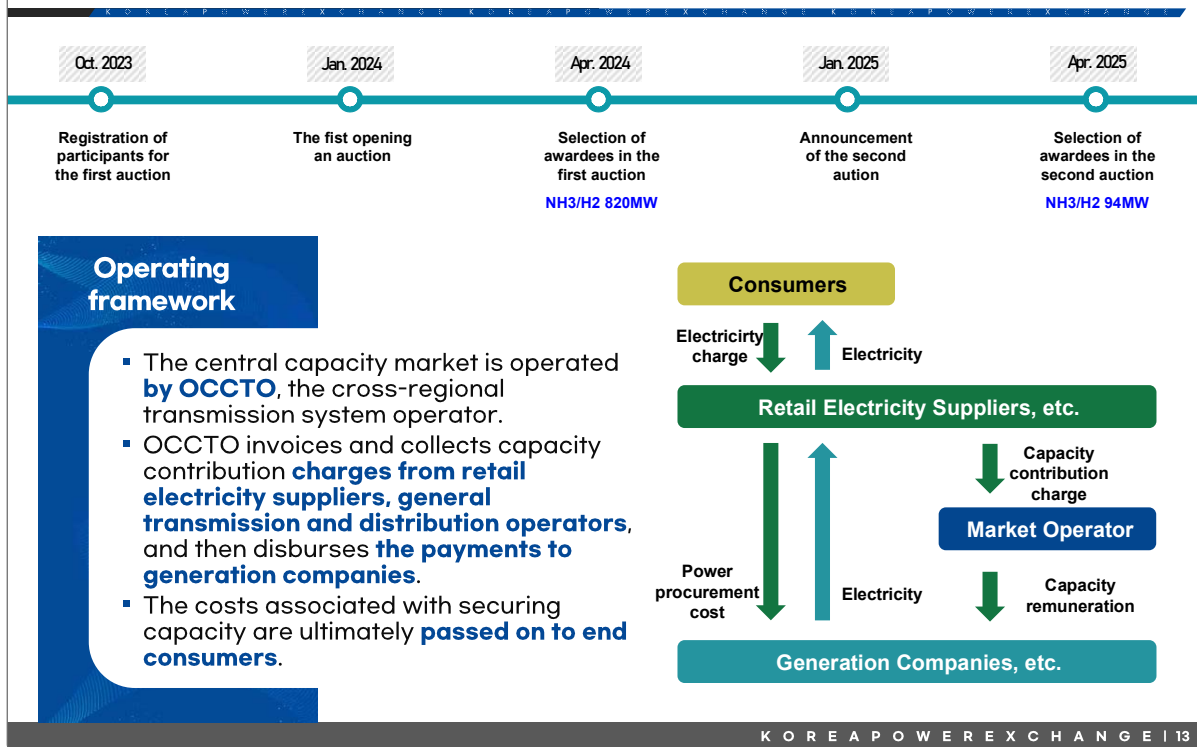 K O R E A P O W E R E X C H A N G E K O R E A P O W E R E X C H A N G E K O R E A P O W E R E X C H A N G E
Oct. 2023
Jan. 2024
Apr. 2024
Jan. 2025
Apr. 2025
Registration of
participants for
the first auction
The fist opening
an auction
Selection of
awardees in the
first auction
NH3/H2 820MW
Announcement
of the second
aution
Selection of
awardees in the
second auction
NH3/H2 94MW
Operating
framework
▪ The central capacity market is operated
by OCCTO, the cross-regional
transmission system operator.
▪ OCCTO invoices and collects capacity
contribution charges from retail
electricity suppliers, general
transmission and distribution operators,
and then disburses the payments to
generation companies.
▪ The costs associated with securing
capacity are ultimately passed on to end
consumers.
Consumers
Electricirty
charge
Electricity
Retail Electricity Suppliers, etc.
Capacity
contribution
charge
Market Operator
Power
procurement
cost
Electricity
Capacity
remuneration
Generation Companies, etc.
K O R E A P O W E R E X C H A N G E | 13